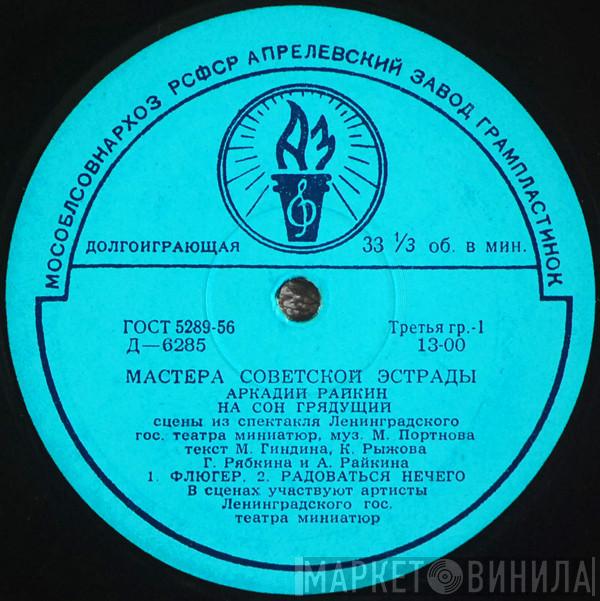 МОСОБЛСОВНАРХОЗ РСФСР АПРЕЛЕВСКИЙ ЗАВОД ГРАМПЛАСТИНОК
АЗ
ДОЛГОИГРАЮЩАЯ 33 1/3 об. в мин.
ГОСТ 5289-56 Третья гр.-1
Д—6285 13-00
МАСТЕРА СОВЕТСКОЙ ЭСТРАДЫ
АРКАДИЙ РАЙКИН
НА СОН ГРЯДУЩИЙ
сцены из спектакля Ленинградского
гос. театра миниатюр, муз. М. Портнова
текст М. Гиндина, К. Рыжова
Г. Рябкина и А. Райкина
1. ФЛЮГЕР. 2. РАДОВАТЬСЯ НЕЧЕГО
В сценах участвуют артисты
Ленинградского гос.
театра миниатюр
МАРКЕТ ВИНИЛА